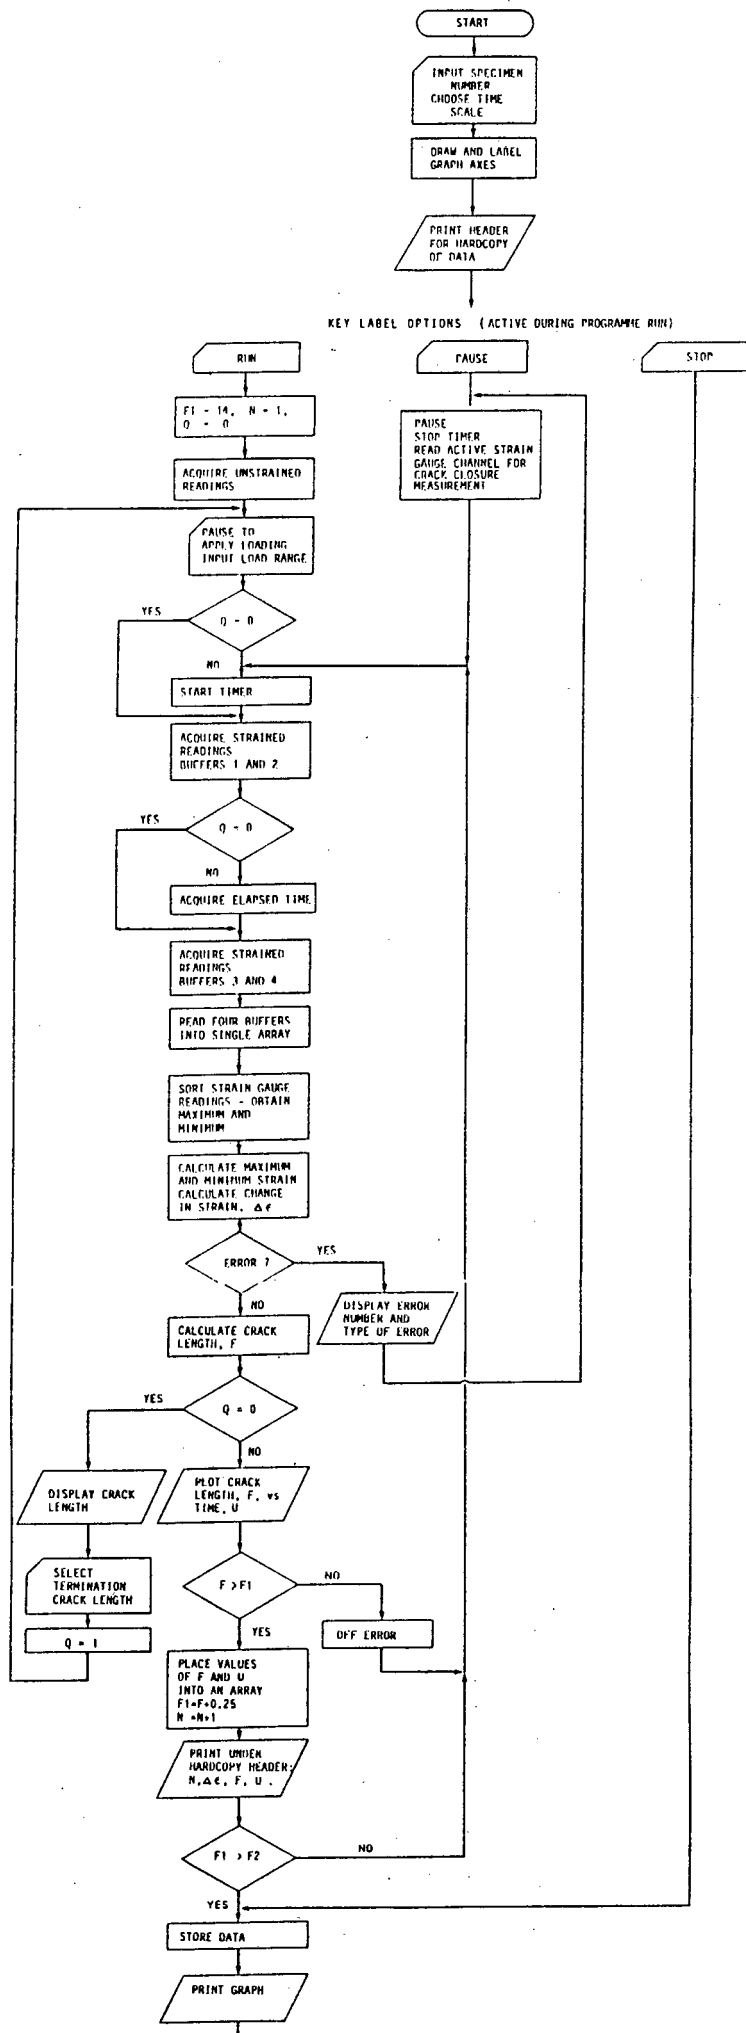 START
INPUT SPECIMEN
NUMBER
CHOOSE TIME
SCALE
DRAW AND LABEL
GRAPH AXES
PRINT HEADER
FOR HARDCOPY
OF DATA
KEY LABEL OPTIONS (ACTIVE DURING PROGRAMME RUN)
RUN
PAUSE
STOP
F1 = 14, N = 1,
Q = 0
PAUSE
STOP TIMER
READ ACTIVE STRAIN
GAUGE CHANNEL FOR
CRACK CLOSURE
MEASUREMENT
ACQUIRE UNSTRAINED
READINGS
PAUSE TO
APPLY LOADING
INPUT LOAD RANGE
YES
Q = 0
NO
START TIMER
ACQUIRE STRAINED
READINGS
BUFFERS 1 AND 2
YES
Q = 0
NO
ACQUIRE ELAPSED TIME
ACQUIRE STRAINED
READINGS
BUFFERS 3 AND 4
READ FOUR BUFFERS
INTO SINGLE ARRAY
SORT STRAIN GAUGE
READINGS - OBTAIN
MAXIMUM AND
MINIMUM
CALCULATE MAXIMUM
AND MINIMUM STRAIN
CALCULATE CHANGE
IN STRAIN, Δε
ERROR ?
YES
NO
DISPLAY ERROR
NUMBER AND
TYPE OF ERROR
CALCULATE CRACK
LENGTH, F
YES
Q = 0
NO
DISPLAY CRACK
LENGTH
PLOT CRACK
LENGTH, F, vs
TIME, U
SELECT
TERMINATION
CRACK LENGTH
Q = 1
F > F1
NO
YES
OFF ERROR
PLACE VALUES
OF F AND U
INTO AN ARRAY
F1=F+0.25
N =N+1
PRINT UNDER
HARDCOPY HEADER:
N, Δε, F, U .
F1 > F2
NO
YES
STORE DATA
PRINT GRAPH